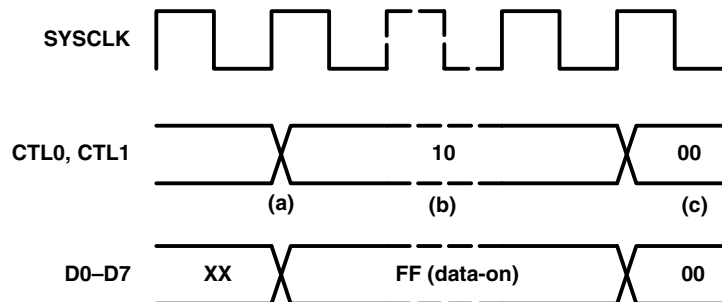 SYSCLK
CTL0, CTL1 10 00
(a) (b) (c)
D0–D7 XX FF (data-on) 00